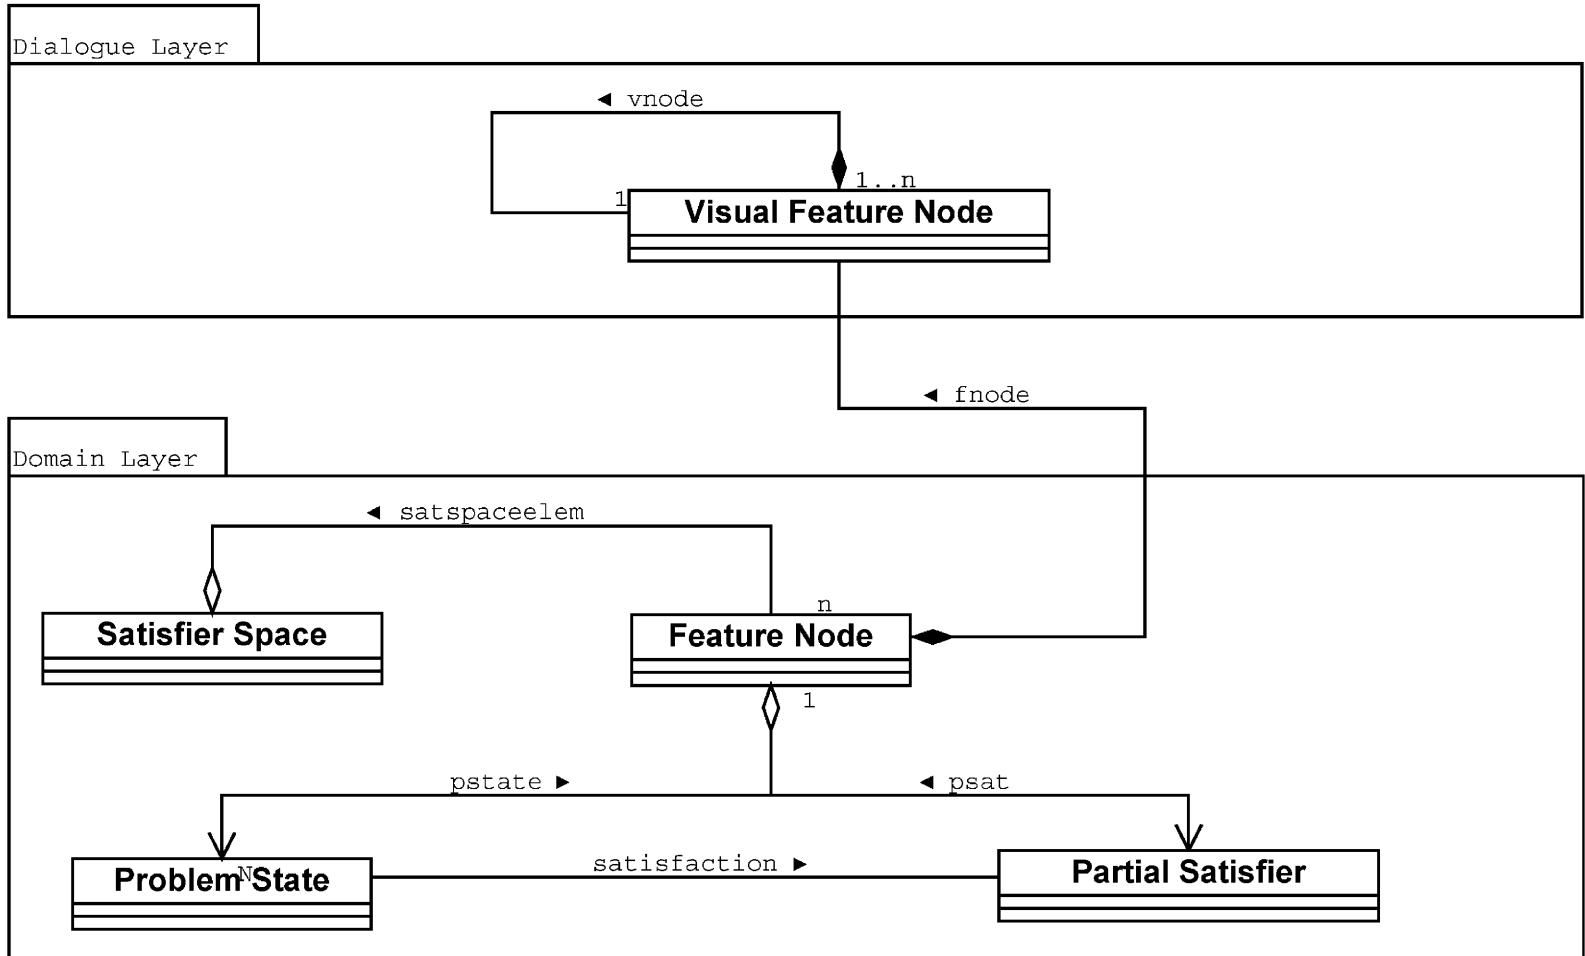 Dialogue Layer
◄ vnode
1..n
1
Visual Feature Node
◄ fnode
Domain Layer
◄ satspaceelem
n
Satisfier Space
Feature Node
1
pstate ►
◄ psat
satisfaction ►
N
Problem State
Partial Satisfier